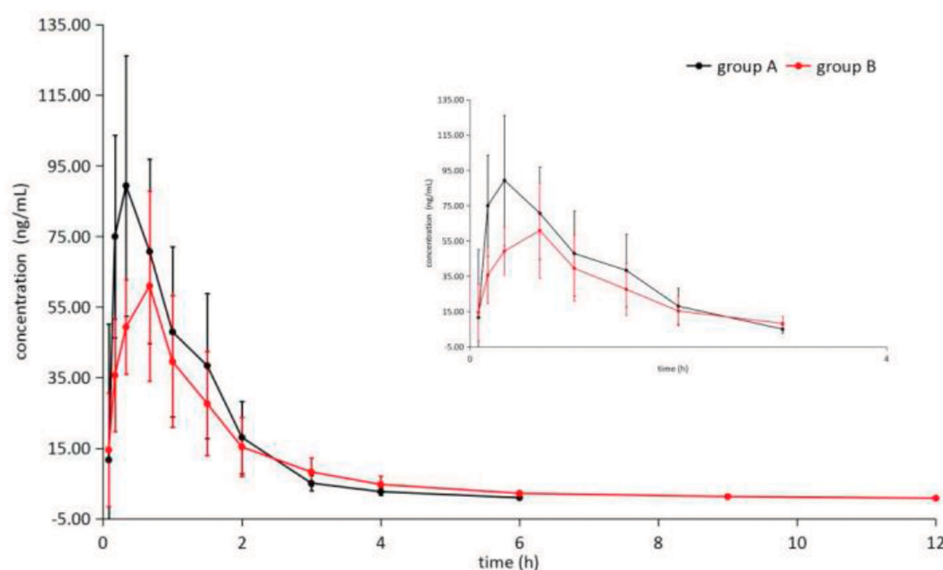 135.00
115.00
95.00
75.00
55.00
35.00
15.00
-5.00
concentration (ng/mL)
0 2 4 6 8 10 12
time (h)
group A group B
135.00
115.00
95.00
75.00
55.00
35.00
15.00
-5.00
concentration (ng/mL)
0 4
time (h)